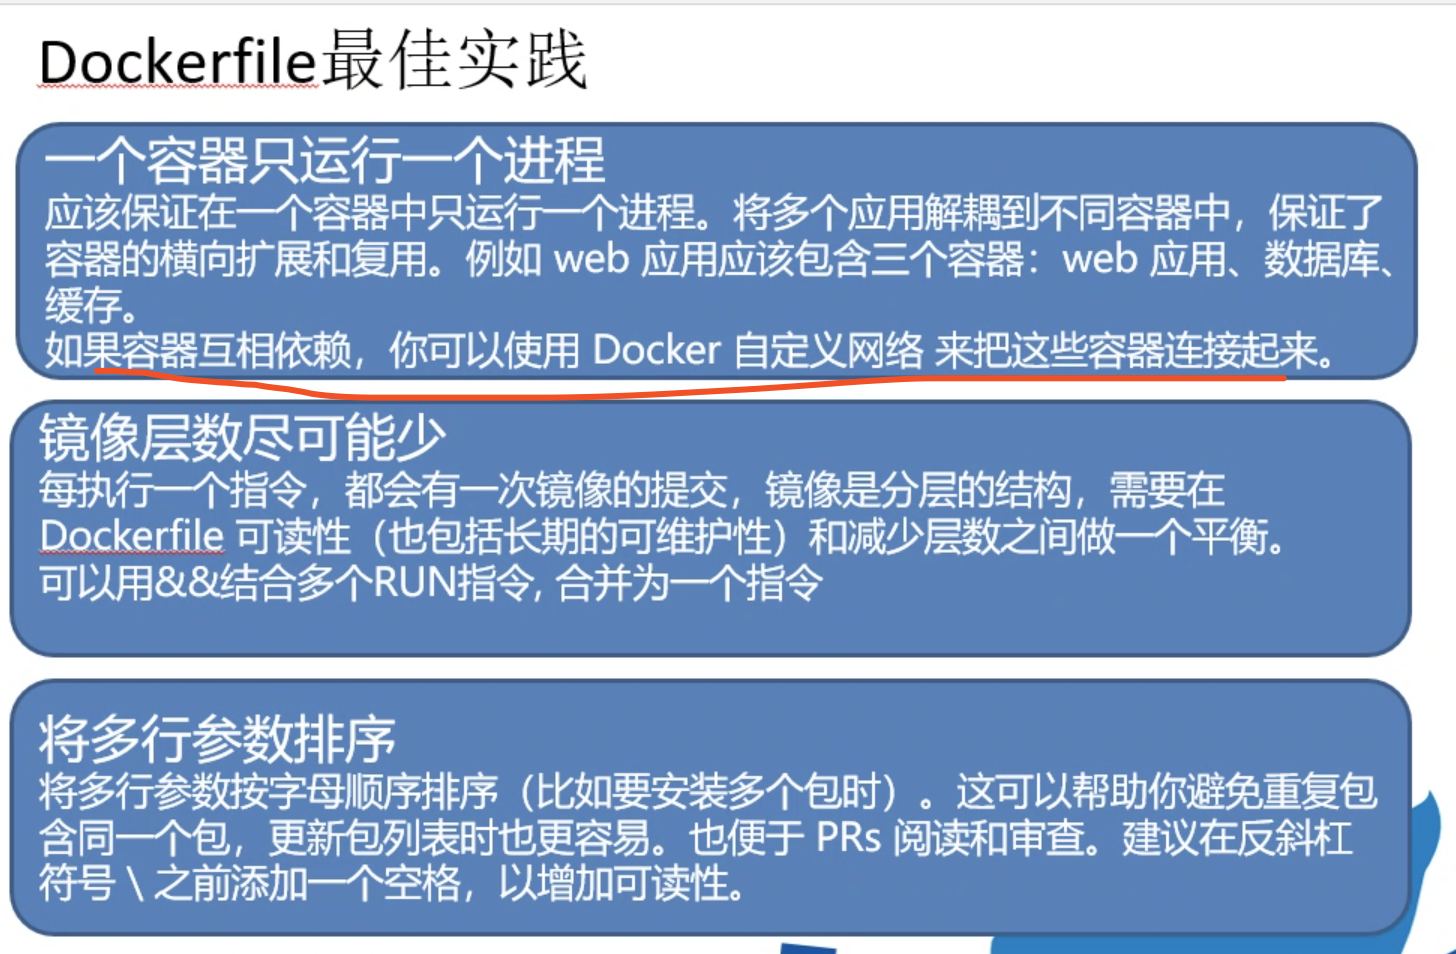 Dockerfile最佳实践
一个容器只运行一个进程
应该保证在一个容器中只运行一个进程。将多个应用解耦到不同容器中，保证了
容器的横向扩展和复用。例如 web 应用应该包含三个容器：web 应用、数据库、
缓存。
如果容器互相依赖，你可以使用 Docker 自定义网络 来把这些容器连接起来。
镜像层数尽可能少
每执行一个指令，都会有一次镜像的提交，镜像是分层的结构，需要在
Dockerfile 可读性（也包括长期的可维护性）和减少层数之间做一个平衡。
可以用&&结合多个RUN指令, 合并为一个指令
将多行参数排序
将多行参数按字母顺序排序（比如要安装多个包时）。这可以帮助你避免重复包
含同一个包，更新包列表时也更容易。也便于 PRs 阅读和审查。建议在反斜杠
符号 \ 之前添加一个空格，以增加可读性。